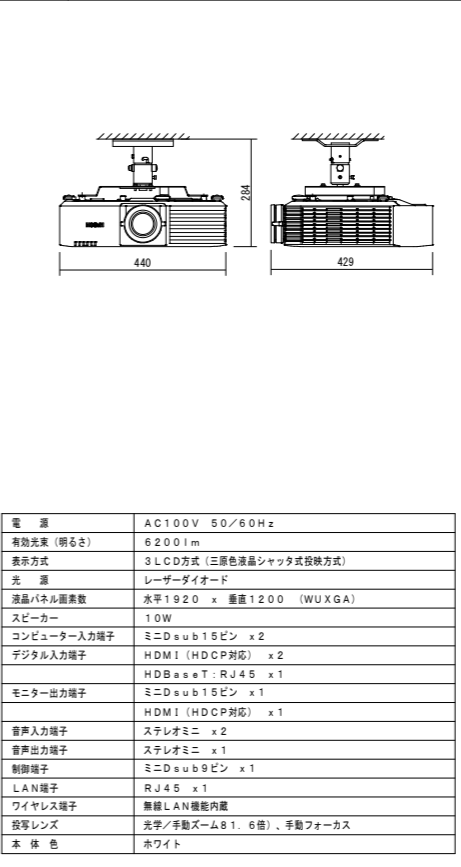 284
440
429
電　　源　ＡＣ１００Ｖ　５０／６０Ｈｚ
有効光束（明るさ）　６２００ｌｍ
表示方式　３ＬＣＤ方式（三原色液晶シャッタ式投映方式）
光　　源　レーザーダイオード
液晶パネル画素数　水平１９２０　ｘ　垂直１２００　（ＷＵＸＧＡ）
スピーカー　１０Ｗ
コンピューター入力端子　ミニＤｓｕｂ１５ピン　ｘ２
デジタル入力端子　ＨＤＭＩ（ＨＤＣＰ対応）　ｘ２
ＨＤＢａｓｅＴ：ＲＪ４５　ｘ１
モニター出力端子　ミニＤｓｕｂ１５ピン　ｘ１
ＨＤＭＩ（ＨＤＣＰ対応）　ｘ１
音声入力端子　ステレオミニ　ｘ２
音声出力端子　ステレオミニ　ｘ１
制御端子　ミニＤｓｕｂ９ピン　ｘ１
ＬＡＮ端子　ＲＪ４５　ｘ１
ワイヤレス端子　無線ＬＡＮ機能内蔵
投写レンズ　光学／手動ズーム８１．６倍）、手動フォーカス
本　体　色　ホワイト